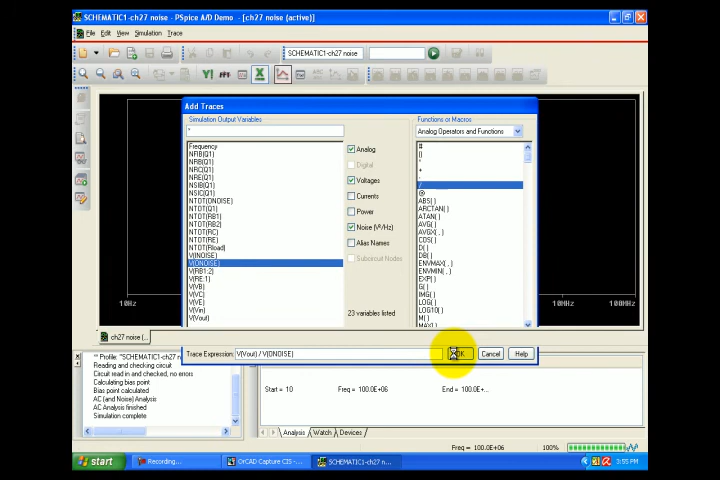 SCHEMATIC1-ch27 noise - PSpice A/D Demo - [ch27 noise (active)]
File Edit View Simulation Trace
SCHEMATIC1-ch27 noise
Add Traces
Simulation Output Variables
*
Functions or Macros
Analog Operators and Functions
Frequency
NFIB(Q1)
NRB(Q1)
NRC(Q1)
NRE(Q1)
NSIB(Q1)
NSIC(Q1)
NTOT(ONOISE)
NTOT(Q1)
NTOT(RB1)
NTOT(RB2)
NTOT(RC)
NTOT(RE)
NTOT(Rload)
V(INOISE)
V(ONOISE)
V(RB1:2)
V(RE:1)
V(VB)
V(VC)
V(VE)
V(Vin)
V(Vout)
Analog
Digital
Voltages
Currents
Power
Noise (V²/Hz)
Alias Names
Subcircuit Nodes
23 variables listed
#
()
*
+
-
/
@
ABS( )
ARCTAN( )
ATAN( )
AVG( )
AVGX( , )
COS( )
D( )
DB( )
ENVMAX( , )
ENVMIN( , )
EXP( )
G( )
IMG( )
LOG( )
LOG10( )
M( )
MAX( )
10Hz
10MHz
100MHz
ch27 noise (...
Trace Expression: V(Vout) / V(ONOISE)
OK
Cancel
Help
** Profile: "SCHEMATIC1-ch27 n
Reading and checking circuit
Circuit read in and checked, no errors
Calculating bias point
Bias point calculated
AC (and Noise) Analysis
AC Analysis finished
Simulation complete
Start = 10
Freq = 100.0E+06
End = 100.0E+...
Analysis
Watch
Devices
Freq = 100.0E+06
100%
start
Recording...
OrCAD Capture CIS -...
SCHEMATIC1-ch27 n...
3:55 PM